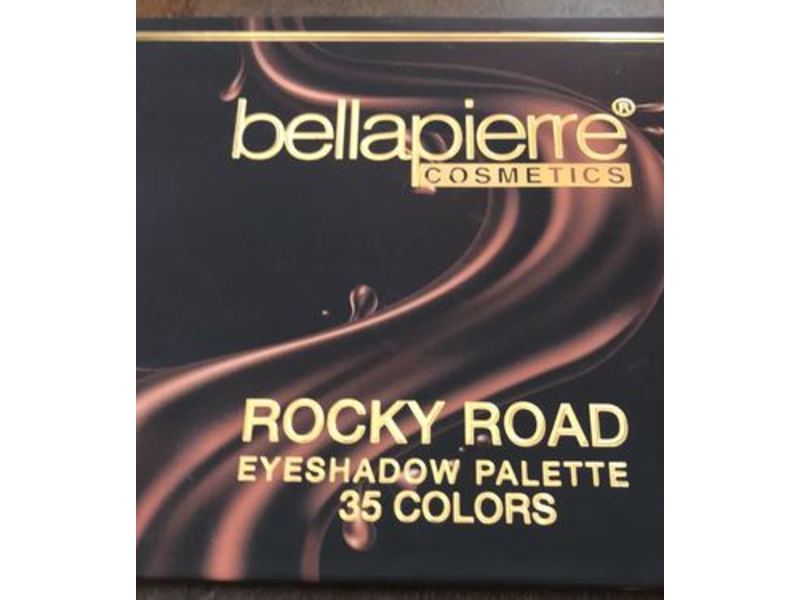 bellapierre®
COSMETICS
ROCKY ROAD
EYESHADOW PALETTE
35 COLORS